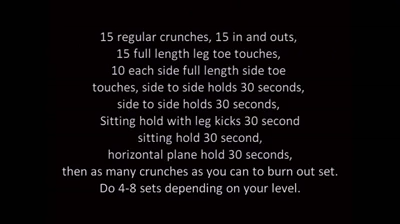 15 regular crunches, 15 in and outs,
15 full length leg toe touches,
10 each side full length side toe
touches, side to side holds 30 seconds,
side to side holds 30 seconds,
Sitting hold with leg kicks 30 second
sitting hold 30 second,
horizontal plane hold 30 seconds,
then as many crunches as you can to burn out set.
Do 4-8 sets depending on your level.